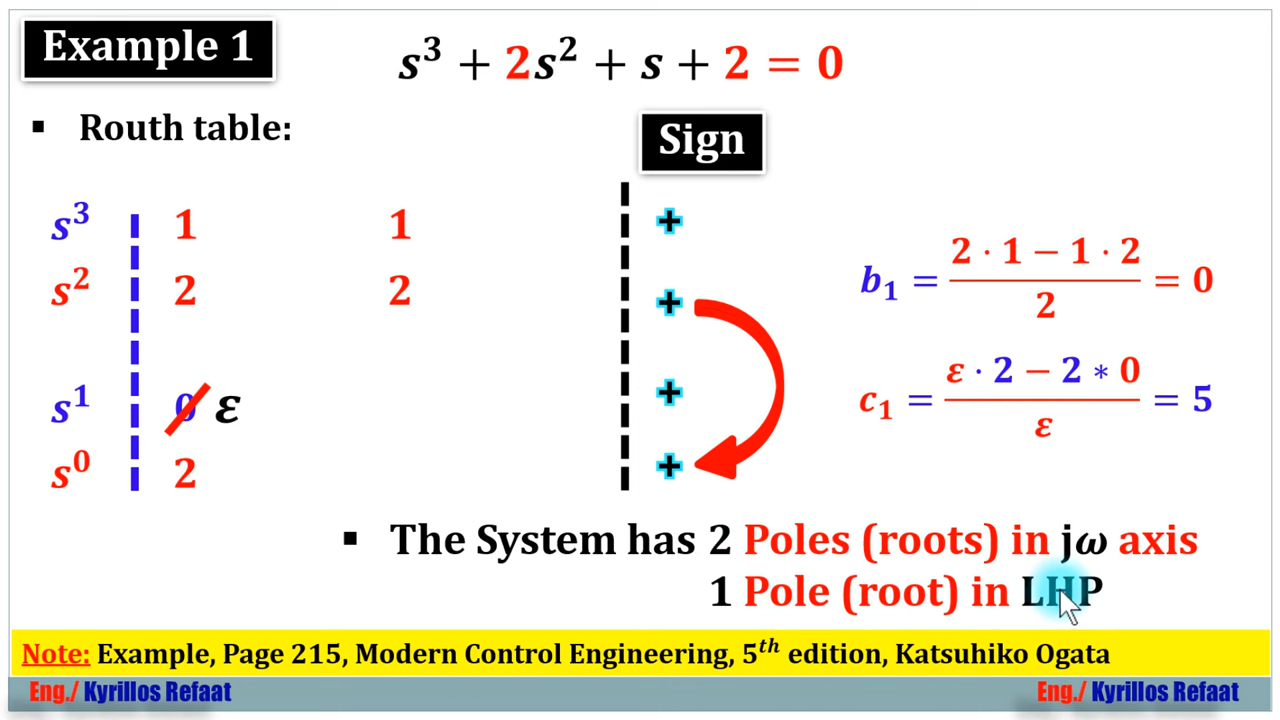 Example 1
s³ + 2s² + s + 2 = 0
▪ Routh table:
Sign
s³ 1 1 +
s² 2 2 +
s¹ 0 ε +
s⁰ 2 +
b₁ = (2 · 1 − 1 · 2) / 2 = 0
c₁ = (ε · 2 − 2 * 0) / ε = 5
▪ The System has 2 Poles (roots) in jω axis
1 Pole (root) in LHP
Note: Example, Page 215, Modern Control Engineering, 5ᵗʰ edition, Katsuhiko Ogata
Eng./ Kyrillos Refaat
Eng./ Kyrillos Refaat